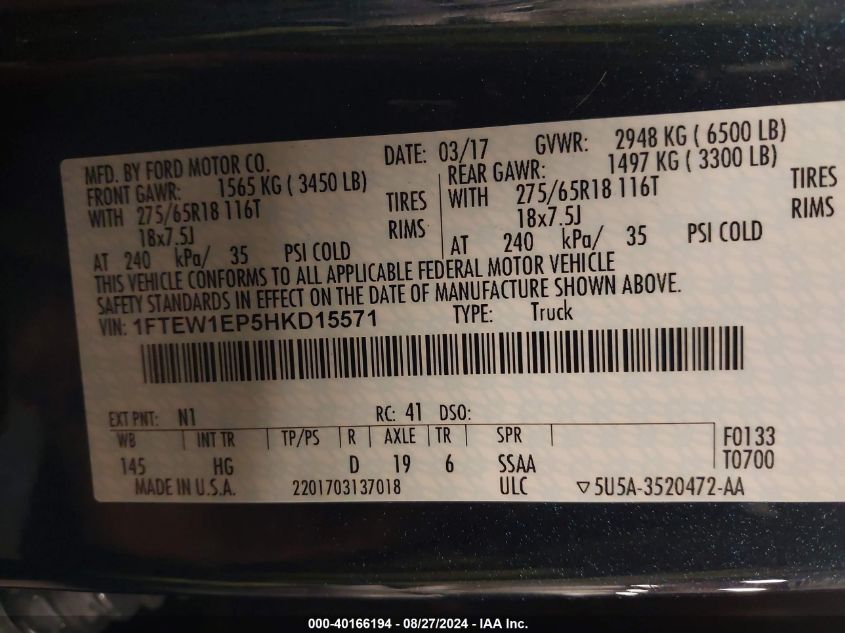 MFD. BY FORD MOTOR CO. DATE: 03/17 GVWR: 2948 KG ( 6500 LB)
FRONT GAWR: 1565 KG ( 3450 LB) REAR GAWR: 1497 KG ( 3300 LB)
WITH 275/65R18 116T TIRES WITH 275/65R18 116T TIRES
18x7.5J RIMS 18x7.5J RIMS
AT 240 kPa/ 35 PSI COLD AT 240 kPa/ 35 PSI COLD
THIS VEHICLE CONFORMS TO ALL APPLICABLE FEDERAL MOTOR VEHICLE
SAFETY STANDARDS IN EFFECT ON THE DATE OF MANUFACTURE SHOWN ABOVE.
VIN: 1FTEW1EP5HKD15571 TYPE: Truck
EXT PNT: N1 RC: 41 DSO:
WB INT TR TP/PS R AXLE TR SPR F0133
145 HG D 19 6 SSAA T0700
MADE IN U.S.A. 2201703137018 ULC ▽5U5A-3520472-AA
000-40166194 - 08/27/2024 - IAA Inc.